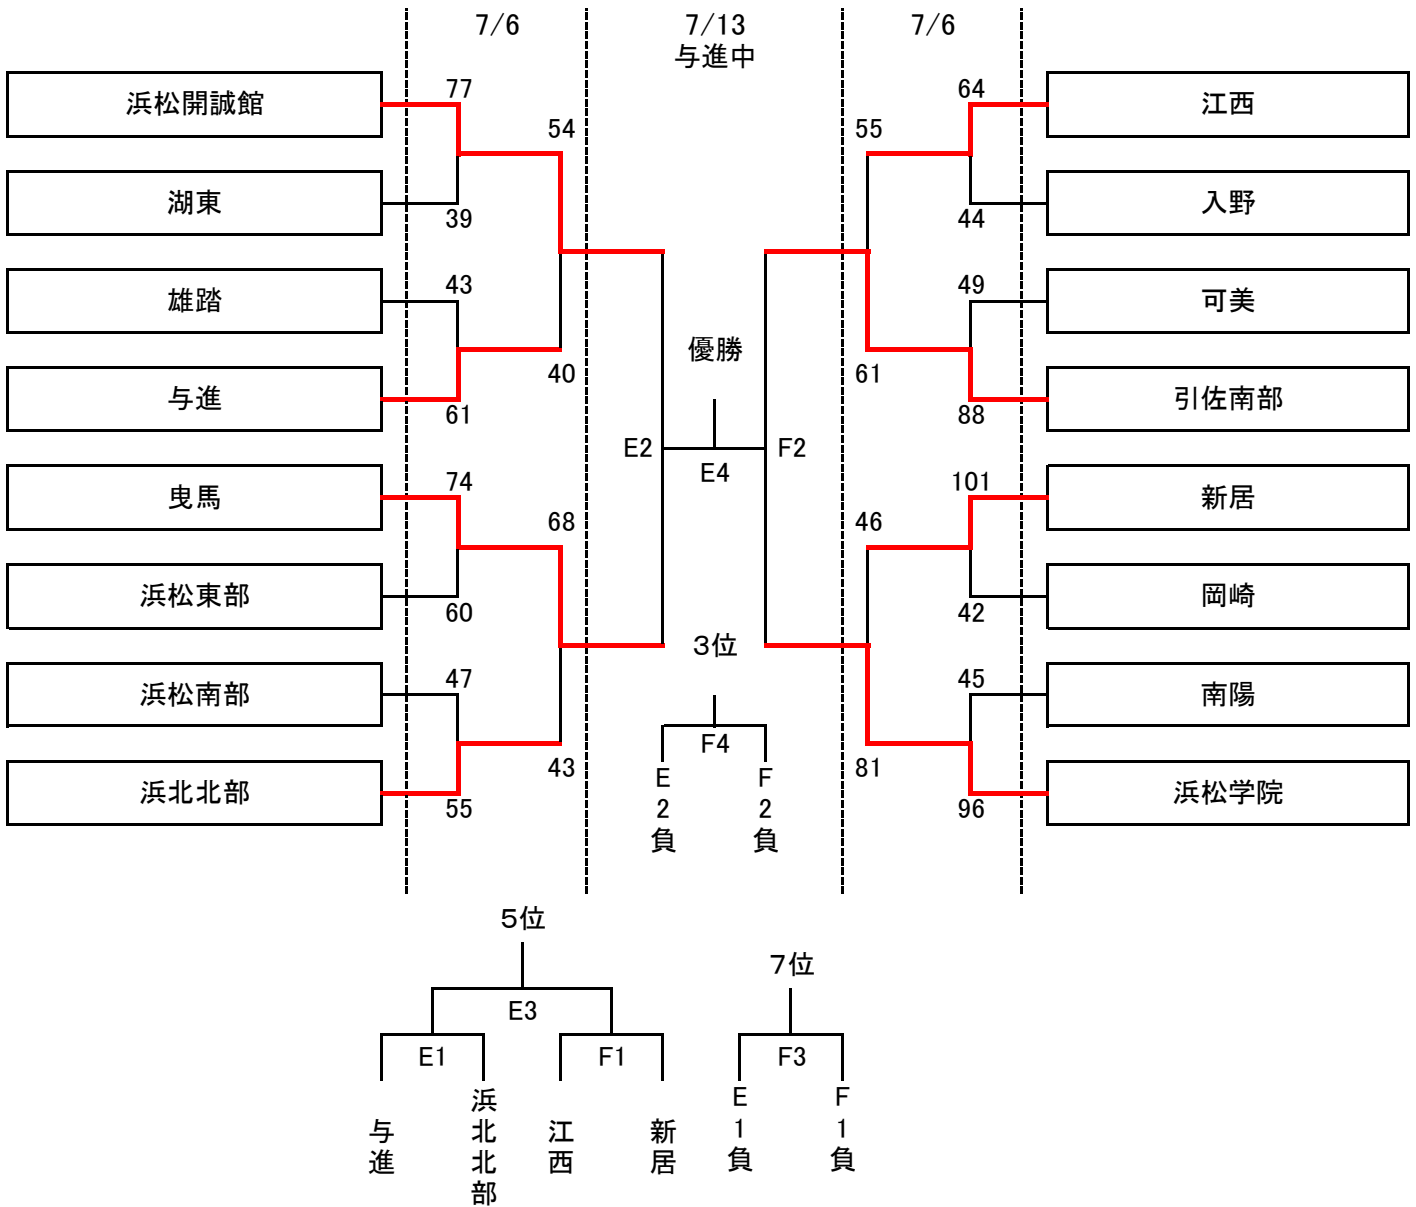 7/6
7/13
与進中
7/6
浜松開誠館
77
64
江西
54
55
湖東
39
44
入野
雄踏
43
49
可美
優勝
与進
40
61
61
88
引佐南部
E2
F2
E4
曳馬
74
101
新居
68
46
浜松東部
60
42
岡崎
3位
浜松南部
47
45
南陽
F4
43
81
浜北北部
55
E2負
F2負
96
浜松学院
5位
7位
E3
E1
F1
F3
与進
浜北北部
江西
新居
E1負
F1負